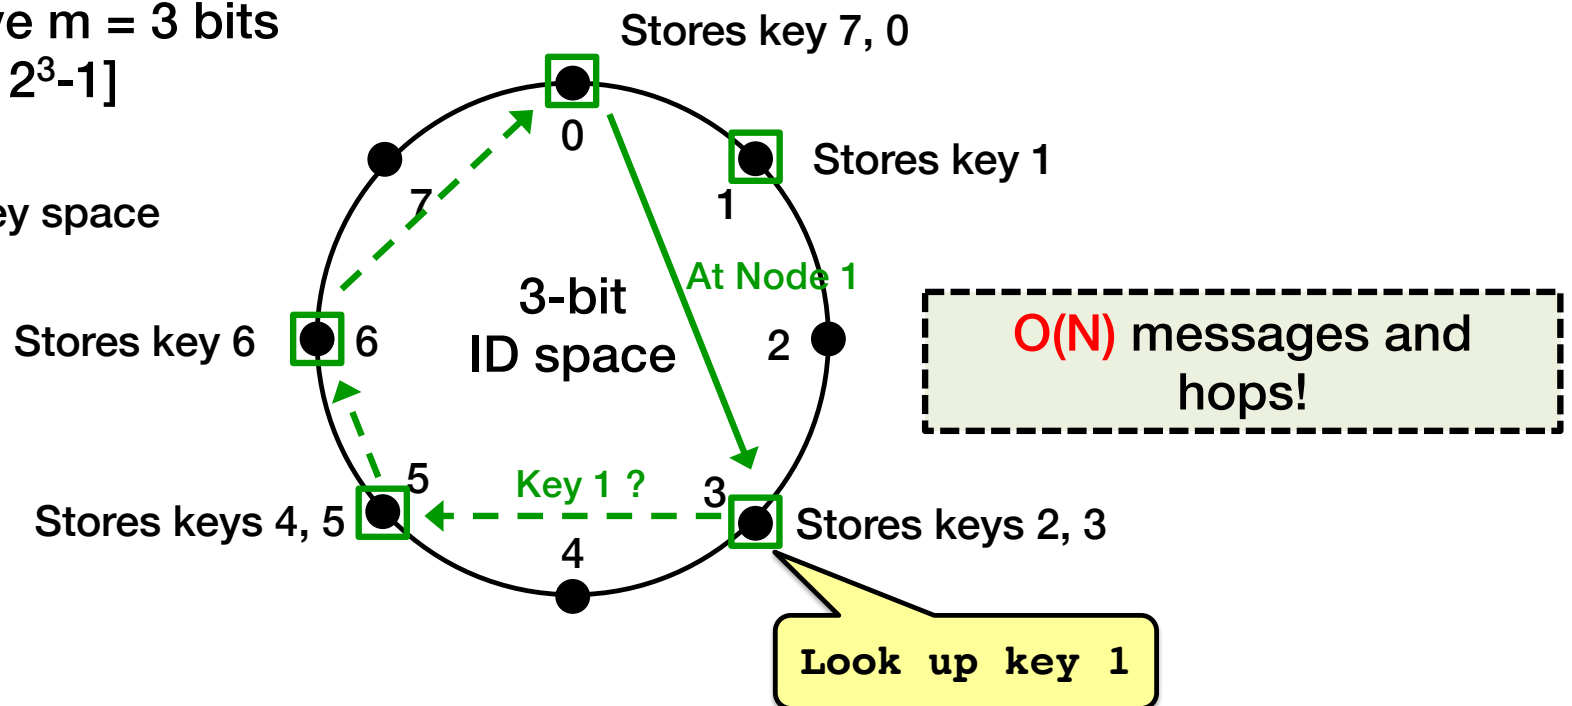 ve m = 3 bits
2³-1]
ey space
Stores key 7, 0
0
Stores key 1
1
7
At Node 1
3-bit
ID space
2
Stores key 6
6
O(N) messages and
hops!
5
Key 1 ?
3
Stores keys 4, 5
Stores keys 2, 3
4
Look up key 1